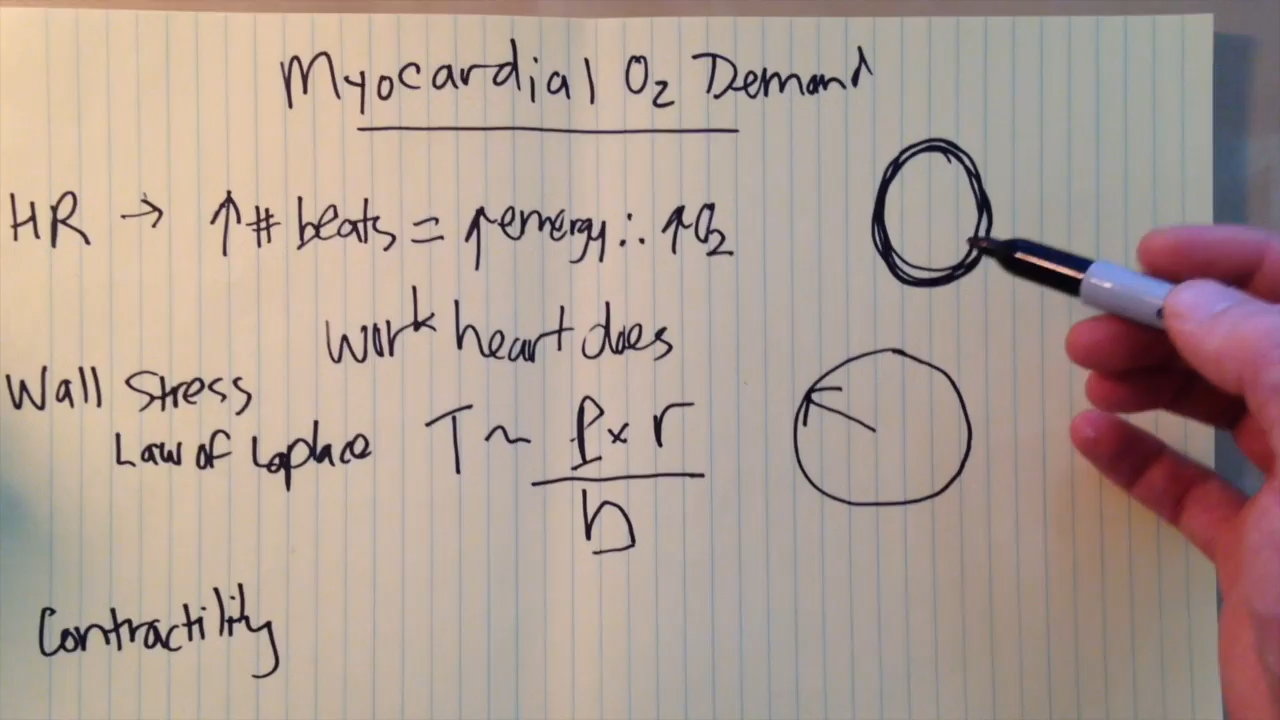 Myocardial O2 Demand
HR → ↑ # beats = ↑ energy ∴ ↑O2
work heart does
Wall Stress
Law of Laplace T ~ P x r
h
Contractility